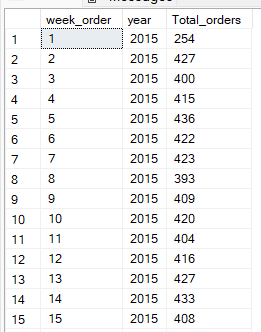 week_order year Total_orders
1 1 2015 254
2 2 2015 427
3 3 2015 400
4 4 2015 415
5 5 2015 436
6 6 2015 422
7 7 2015 423
8 8 2015 393
9 9 2015 409
10 10 2015 420
11 11 2015 404
12 12 2015 416
13 13 2015 427
14 14 2015 433
15 15 2015 408